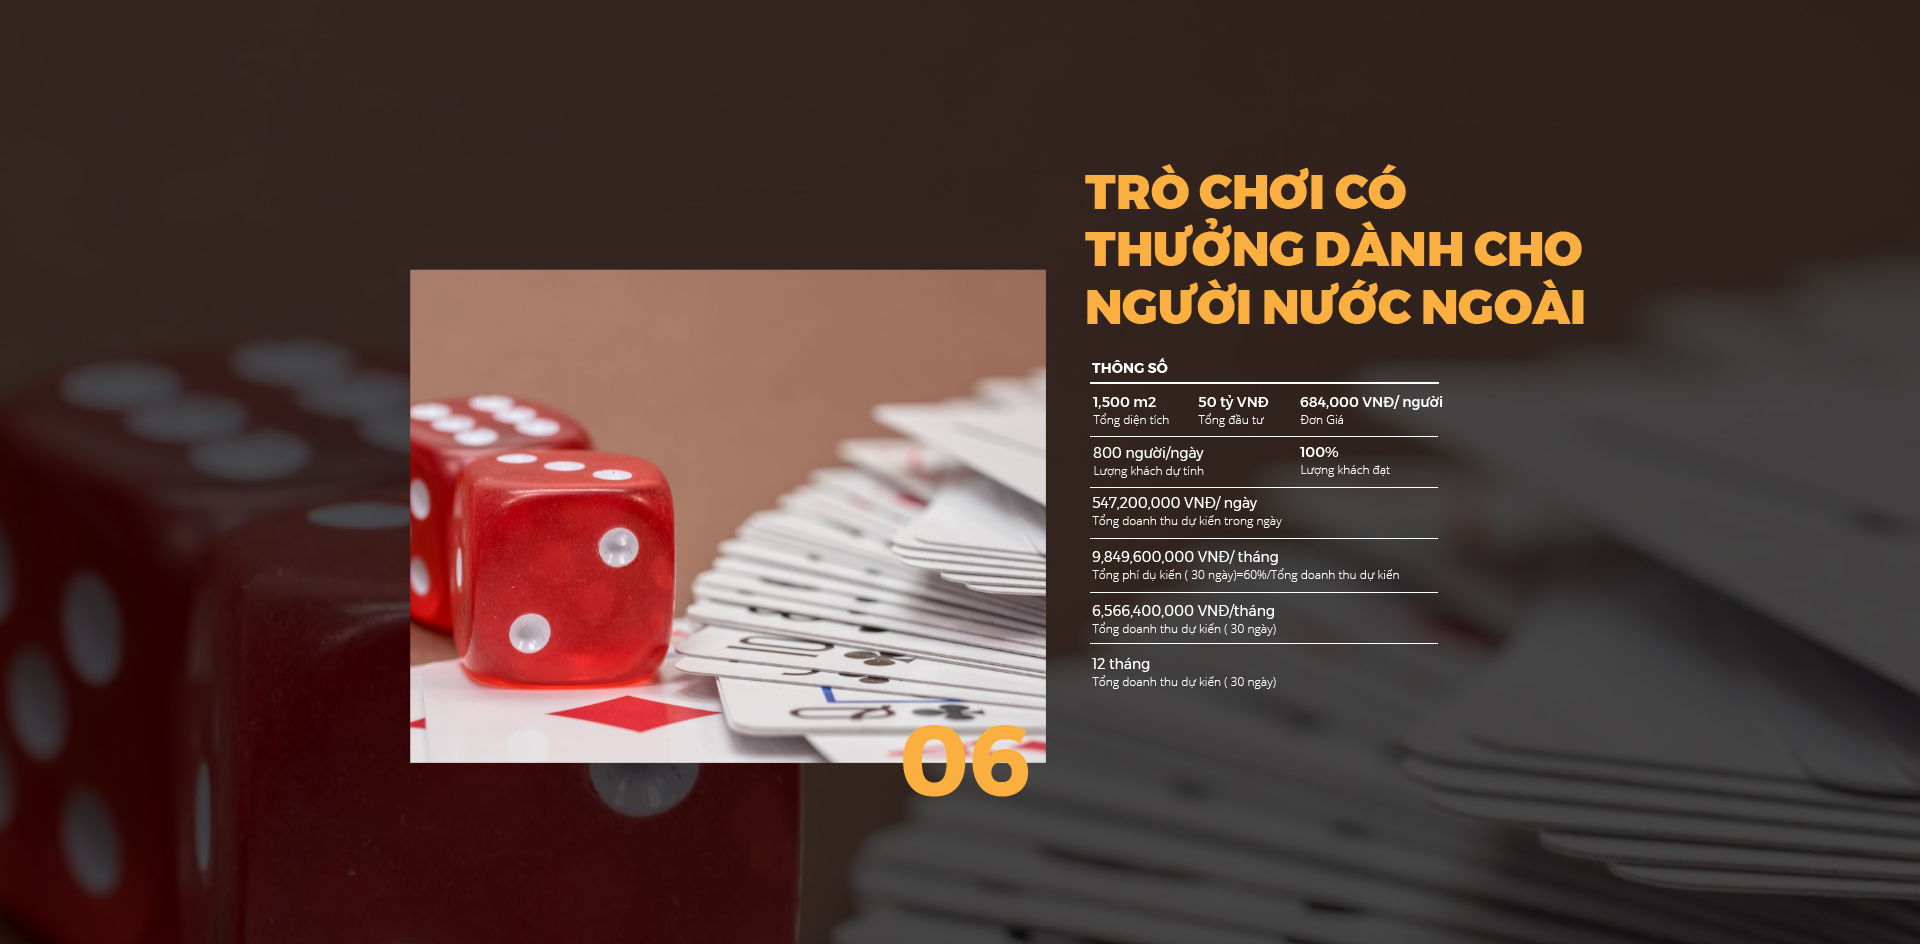 TRÒ CHƠI CÓ
THƯỞNG DÀNH CHO
NGƯỜI NƯỚC NGOÀI
THÔNG SỐ
1,500 m2 50 tỷ VNĐ 684,000 VNĐ/ người
Tổng diện tích Tổng đầu tư Đơn Giá
800 người/ngày 100%
Lượng khách dự tính Lượng khách đạt
547,200,000 VNĐ/ ngày
Tổng doanh thu dự kiến trong ngày
9,849,600,000 VNĐ/ tháng
Tổng phí dụ kiến ( 30 ngày)=60%/Tổng doanh thu dự kiến
6,566,400,000 VNĐ/tháng
Tổng doanh thu dự kiến ( 30 ngày)
12 tháng
Tổng doanh thu dự kiến ( 30 ngày)
06